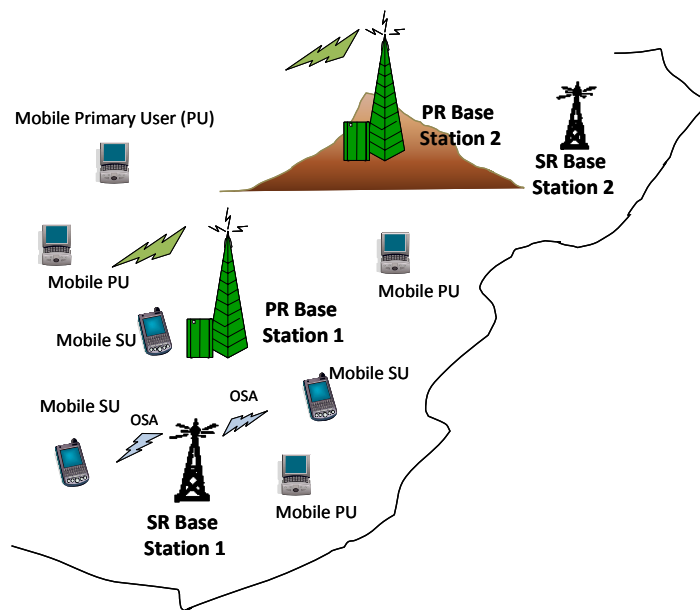 Mobile Primary User (PU)
PR Base
Station 2
SR Base
Station 2
Mobile PU
Mobile PU
PR Base
Station 1
Mobile SU
Mobile SU
Mobile SU
OSA
OSA
SR Base
Station 1
Mobile PU